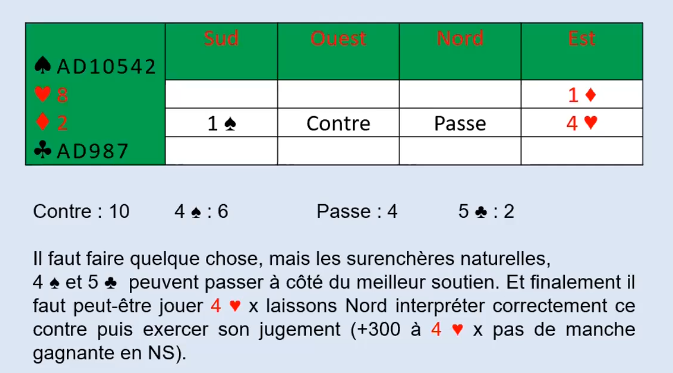 Sud Ouest Nord Est
♠ AD10542
♥ 8 1 ♦
♦ 2 1 ♠ Contre Passe 4 ♥
♣ AD987
Contre : 10 4 ♠ : 6 Passe : 4 5 ♣ : 2
Il faut faire quelque chose, mais les surenchères naturelles,
4 ♠ et 5 ♣ peuvent passer à côté du meilleur soutien. Et finalement il
faut peut-être jouer 4 ♥ x laissons Nord interpréter correctement ce
contre puis exercer son jugement (+300 à 4 ♥ x pas de manche
gagnante en NS).